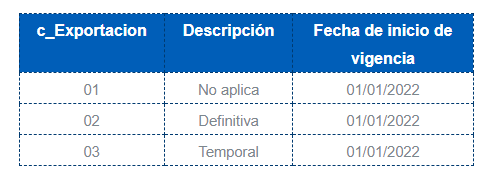 c_Exportacion Descripción Fecha de inicio de
vigencia
01 No aplica 01/01/2022
02 Definitiva 01/01/2022
03 Temporal 01/01/2022